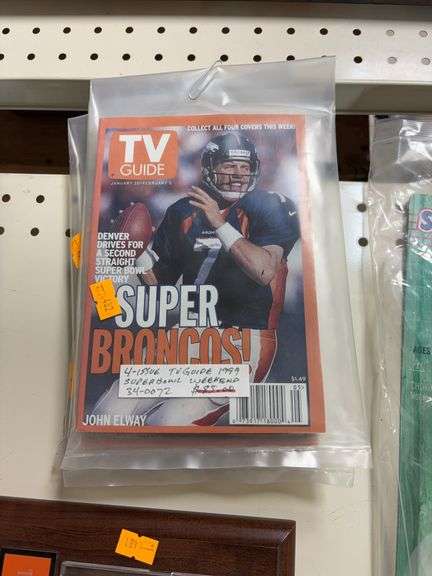 COLLECT ALL FOUR COVERS THIS WEEK!
TV
GUIDE
DENVER
DRIVES FOR
A SECOND
STRAIGHT
SUPER BOWL
VICTORY
SUPER
BRONCOS!
4-ISSUE TV GUIDE 1999
SUPERBOWL WEEKEND
34-0072
$1.49
JOHN ELWAY